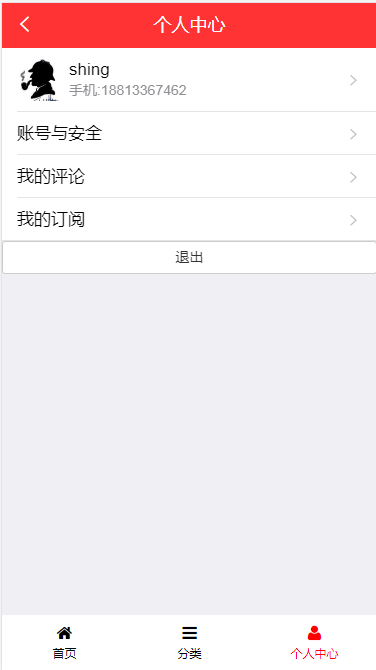 个人中心
shing
手机:18813367462
账号与安全
我的评论
我的订阅
退出
首页
分类
个人中心